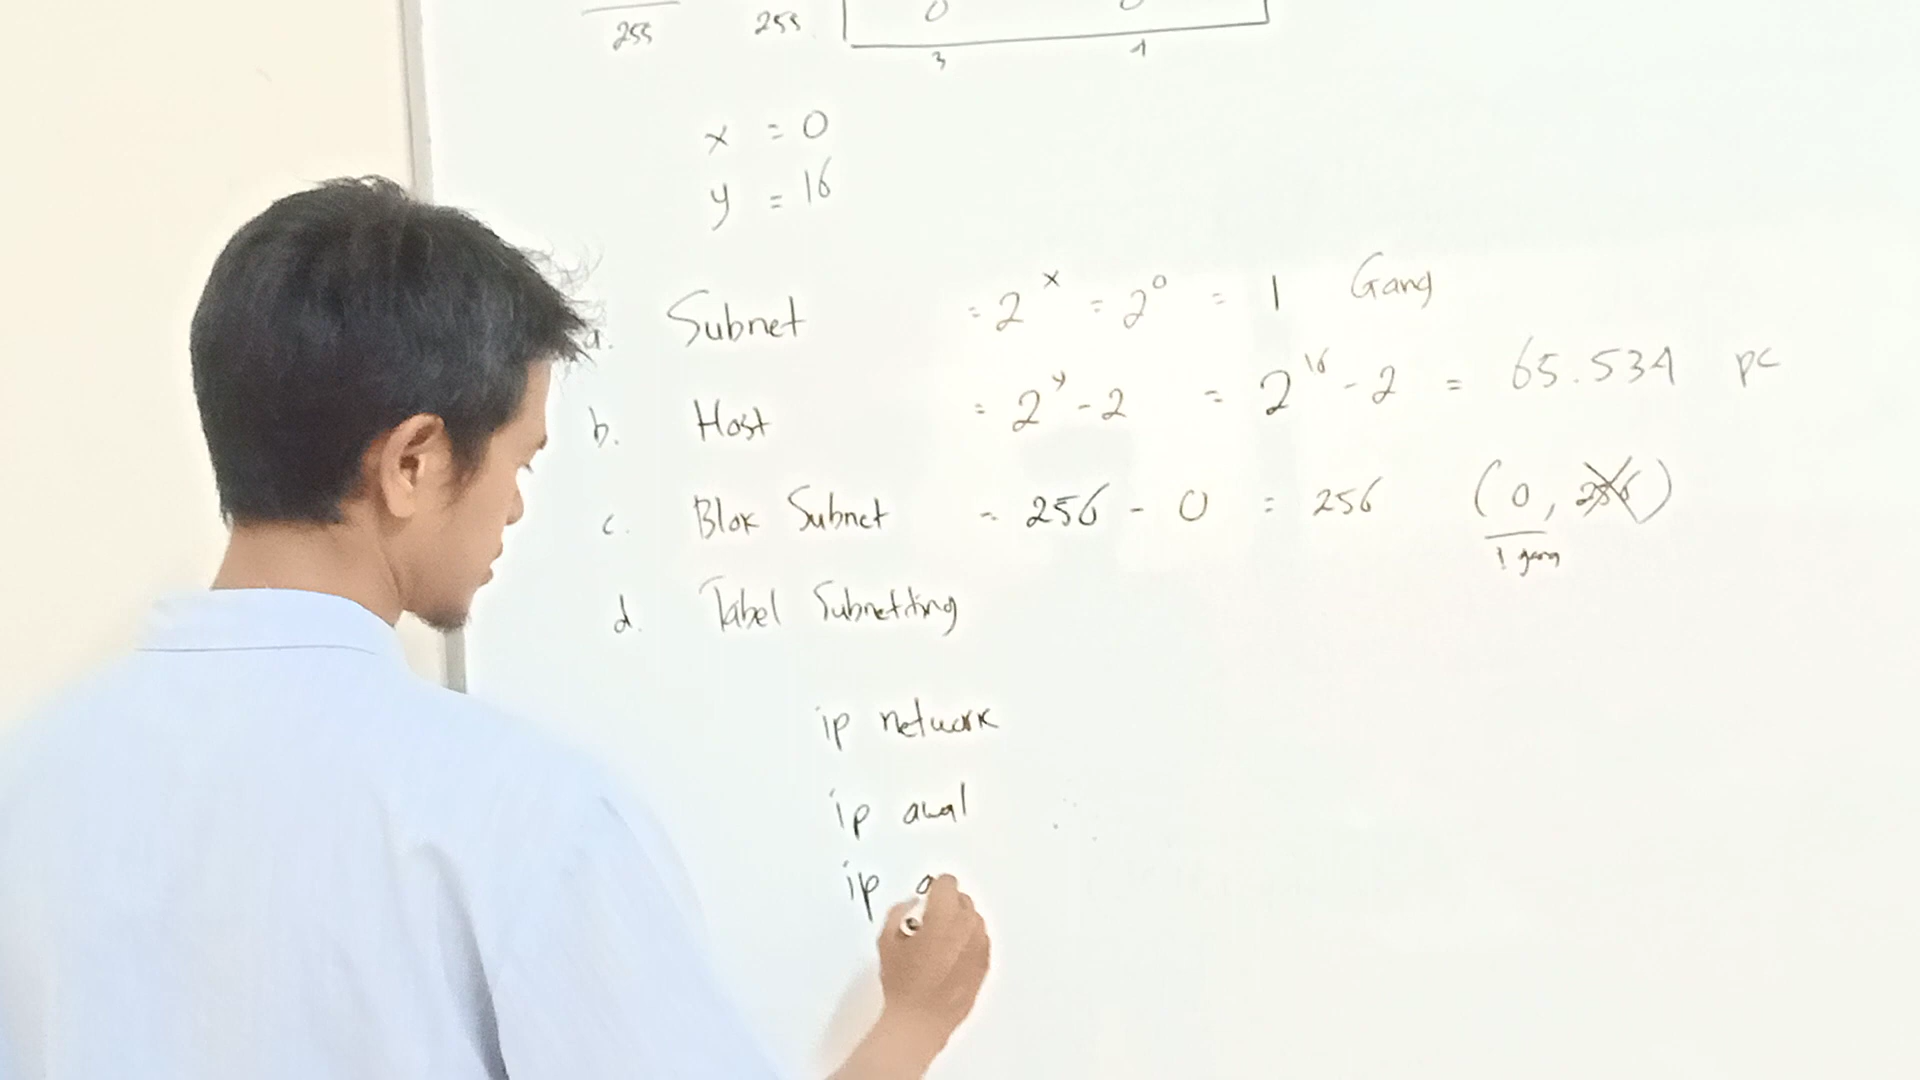 255 255 0 0
3 4
x = 0
y = 16
a. Subnet = 2^x = 2^0 = 1 Gang
b. Host = 2^y - 2 = 2^16 - 2 = 65.534 pc
c. Blok Subnet = 256 - 0 = 256 (0, 256)
1 gang
d. Tabel Subnetting
ip network
ip awal
ip a